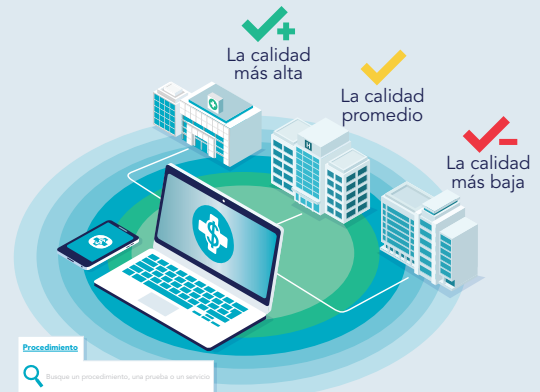 La calidad
más alta
La calidad
promedio
La calidad
más baja
H
Procedimiento
Busque un procedimiento, una prueba o un servicio